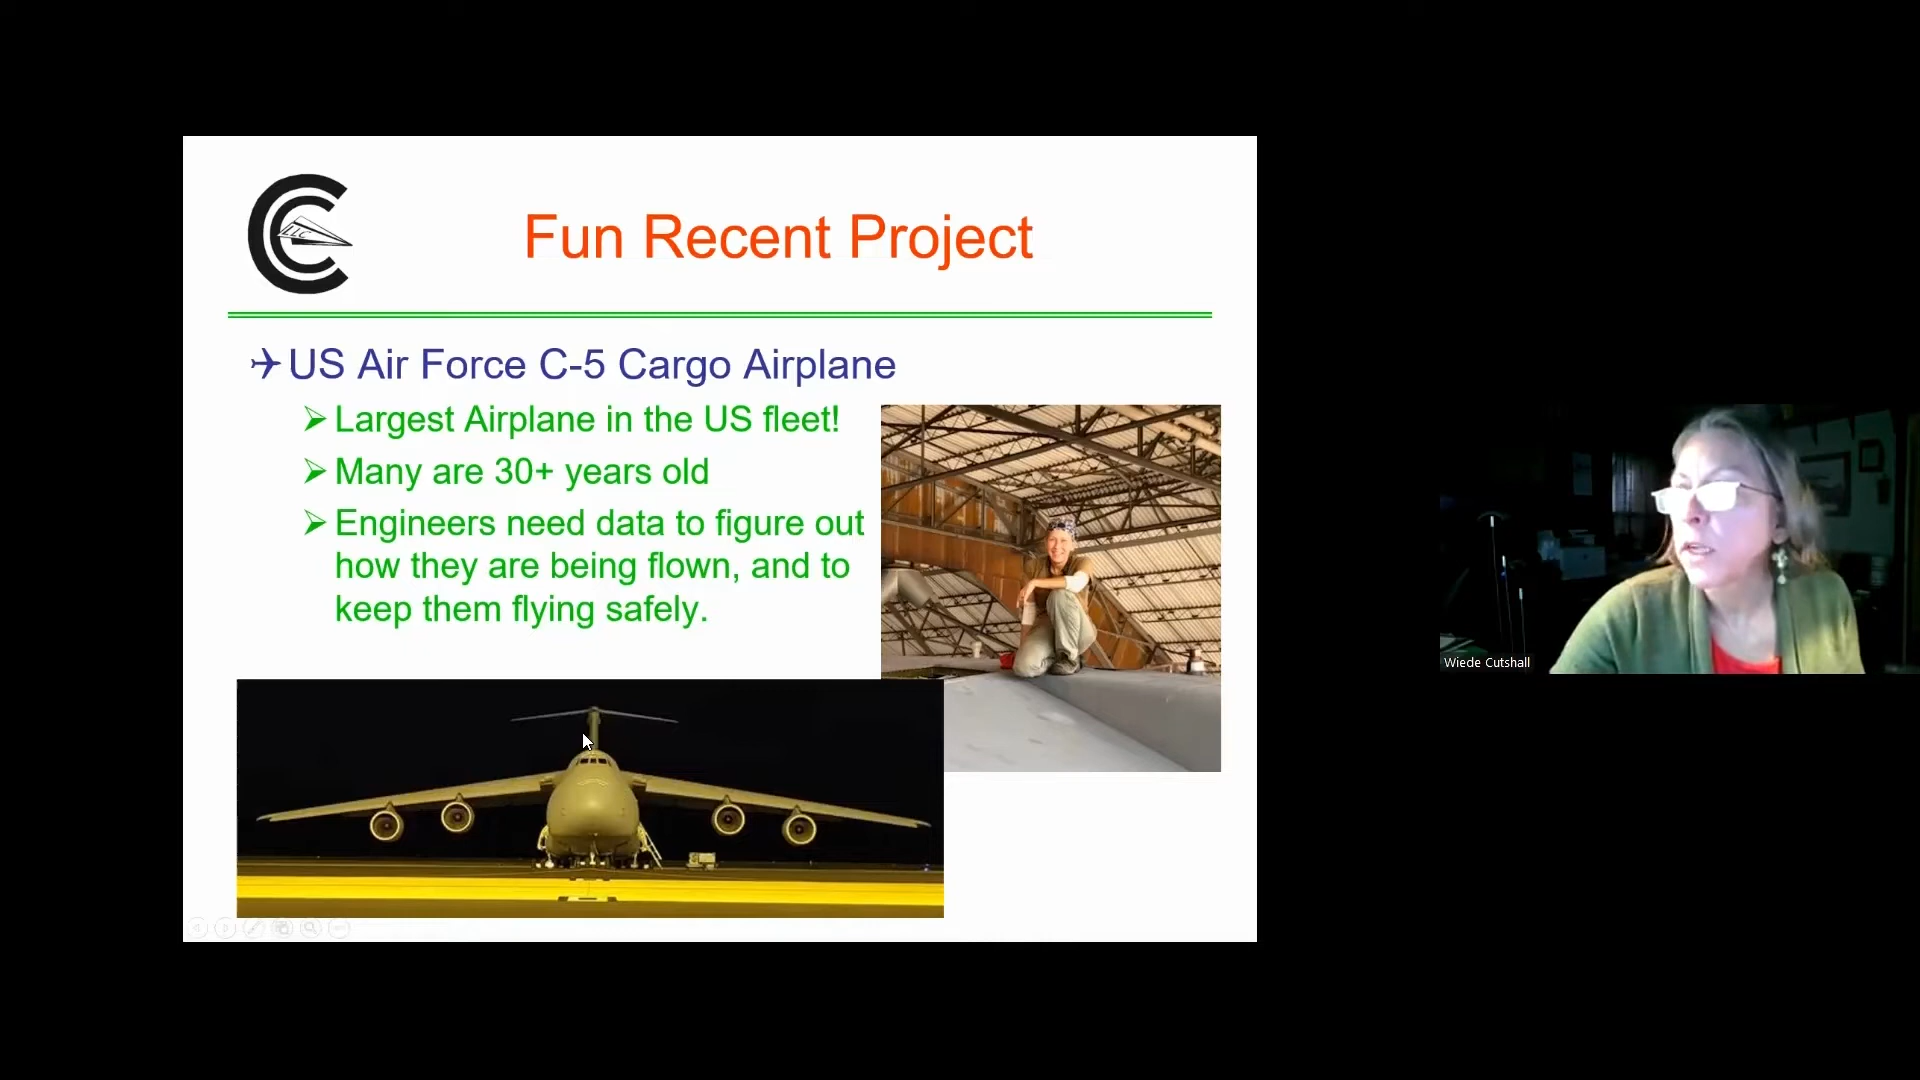 LLC
Fun Recent Project
US Air Force C-5 Cargo Airplane
Largest Airplane in the US fleet!
Many are 30+ years old
Engineers need data to figure out
how they are being flown, and to
keep them flying safely.
Wiede Cutshall